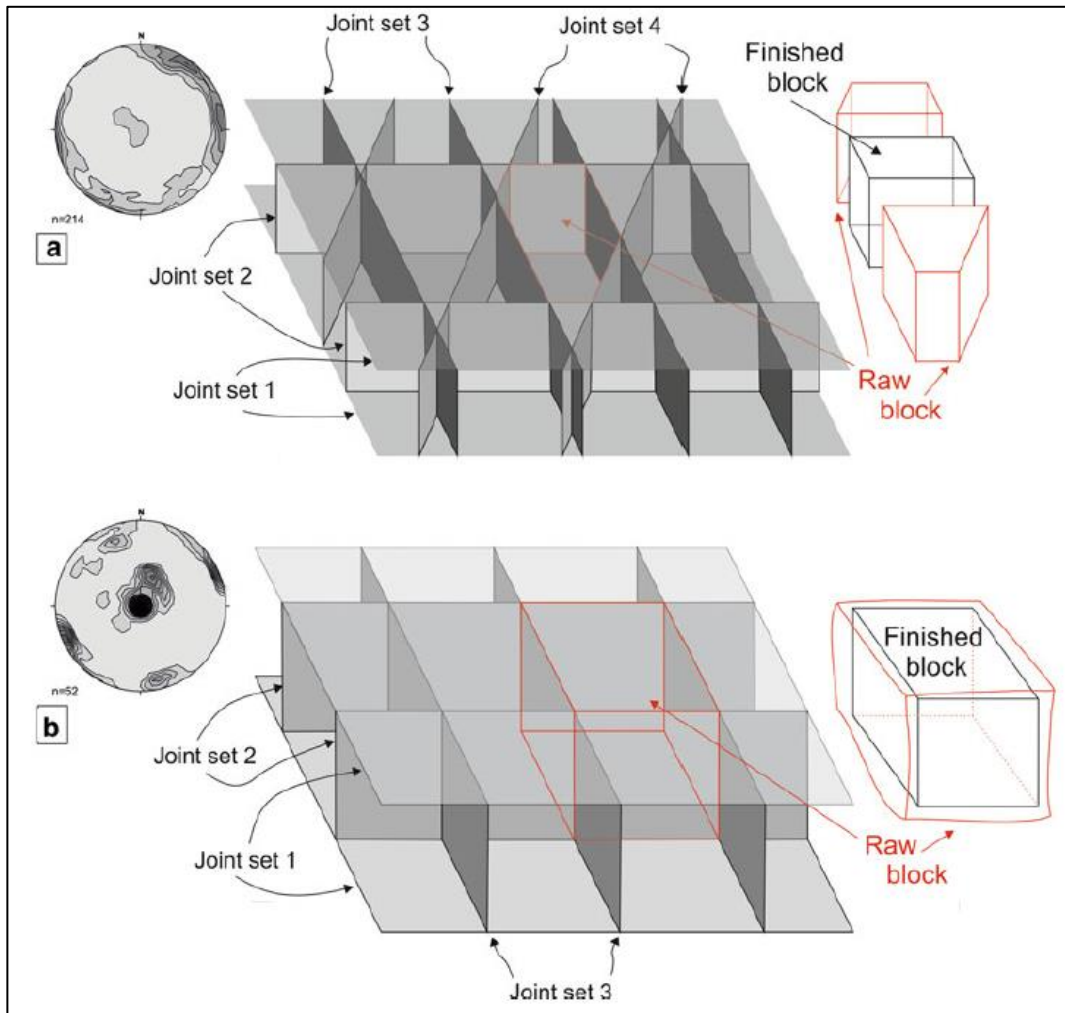 Joint set 3
Joint set 4
Finished
block
N
n=214
a
Joint set 2
Joint set 1
Raw
block
N
n=52
b
Finished
block
Joint set 2
Joint set 1
Raw
block
Joint set 3